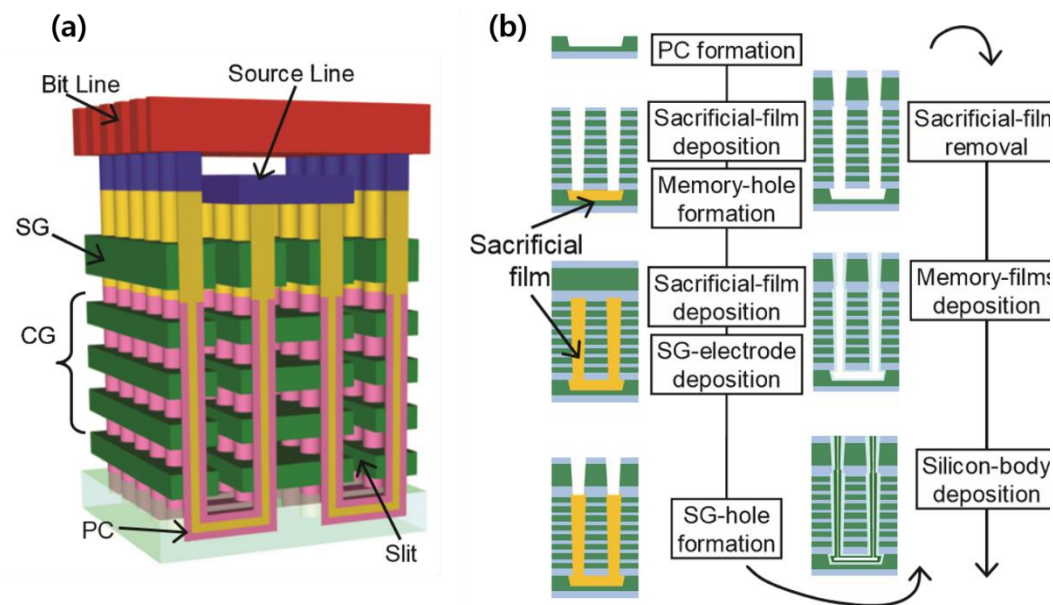 (a)
Bit Line
Source Line
SG
CG
PC
Slit
(b)
PC formation
Sacrificial-film
deposition
Memory-hole
formation
Sacrificial
film
Sacrificial-film
deposition
SG-electrode
deposition
SG-hole
formation
Sacrificial-film
removal
Memory-films
deposition
Silicon-body
deposition